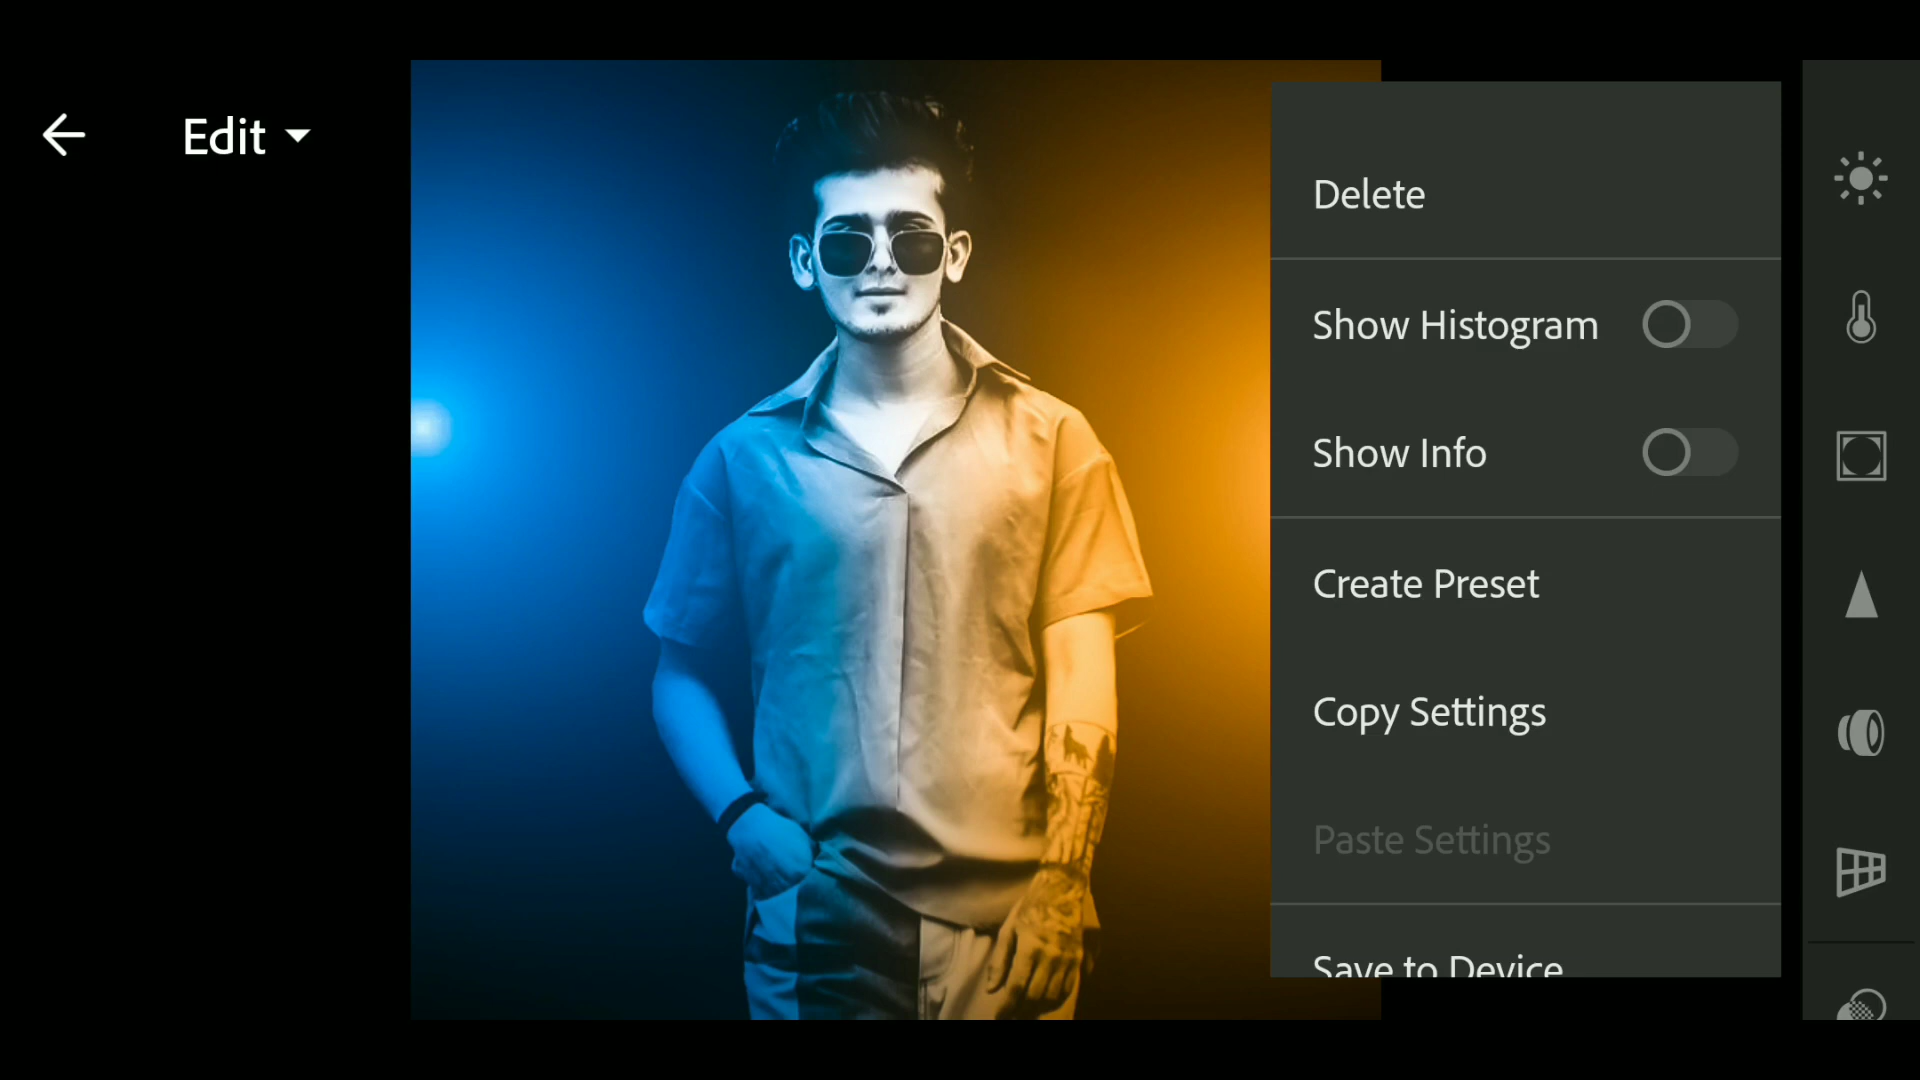 Edit
Delete
Show Histogram
Show Info
Create Preset
Copy Settings
Paste Settings
Save to Device